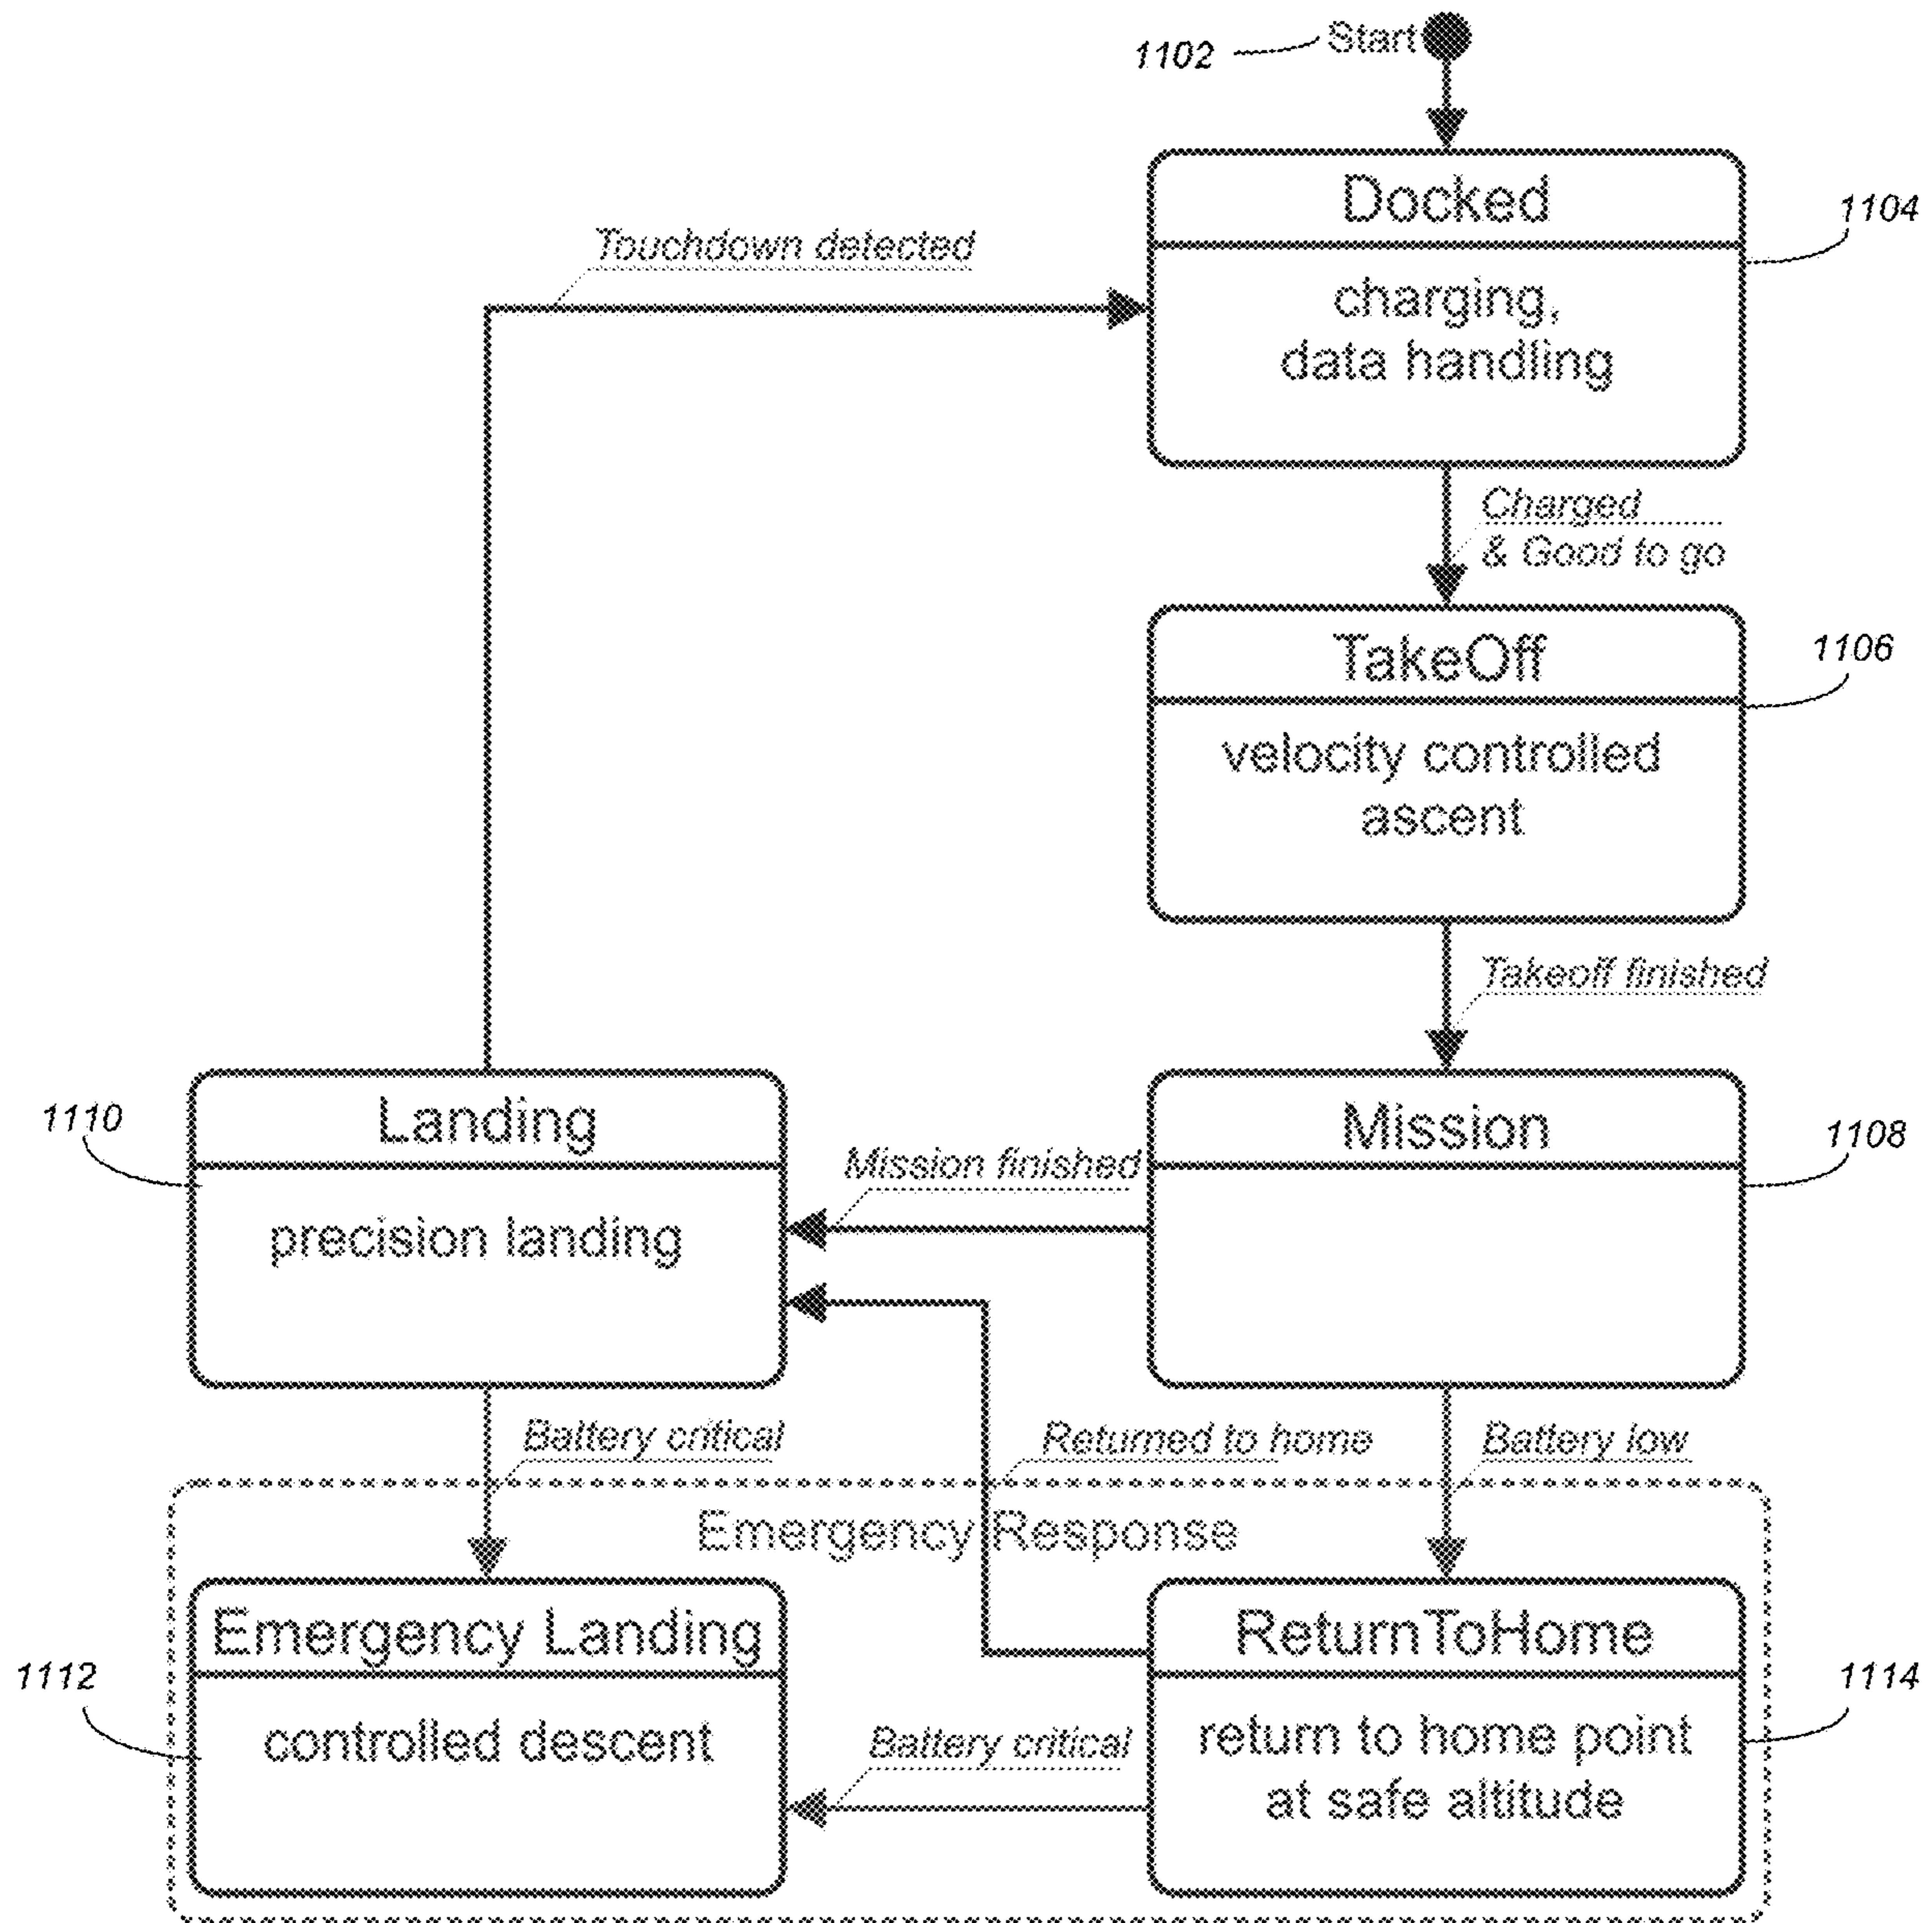 1102
Start
Docked
1104
Touchdown detected
charging,
data handling
Charged
& Good to go
TakeOff
1106
velocity controlled
ascent
Takeoff finished
Landing
Mission
1110
1108
Mission finished
precision landing
Battery critical
Returned to home
Battery low
Emergency Response
Emergency Landing
ReturnToHome
1112
1114
controlled descent
Battery critical
return to home point
at safe altitude